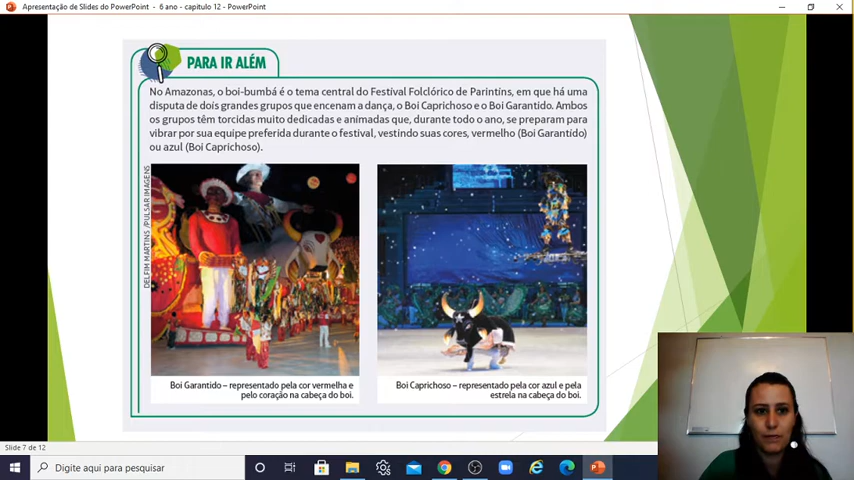 Apresentação de Slides do PowerPoint - 6 ano - capitulo 12 - PowerPoint
PARA IR ALÉM
No Amazonas, o boi-bumbá é o tema central do Festival Folclórico de Parintins, em que há uma
disputa de dois grandes grupos que encenam a dança, o Boi Caprichoso e o Boi Garantido. Ambos
os grupos têm torcidas muito dedicadas e animadas que, durante todo o ano, se preparam para
vibrar por sua equipe preferida durante o festival, vestindo suas cores, vermelho (Boi Garantido)
ou azul (Boi Caprichoso).
DELFIM MARTINS /PULSAR IMAGENS
Boi Garantido – representado pela cor vermelha e
pelo coração na cabeça do boi.
Boi Caprichoso – representado pela cor azul e pela
estrela na cabeça do boi.
Slide 7 de 12
Digite aqui para pesquisar